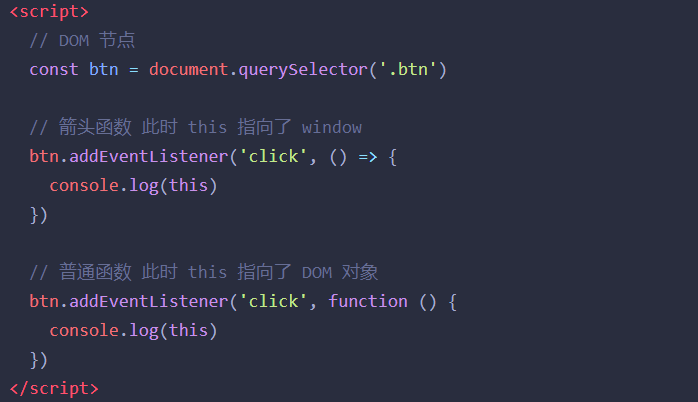 <script>
// DOM 节点
const btn = document.querySelector('.btn')
// 箭头函数 此时 this 指向了 window
btn.addEventListener('click', () => {
console.log(this)
})
// 普通函数 此时 this 指向了 DOM 对象
btn.addEventListener('click', function () {
console.log(this)
})
</script>